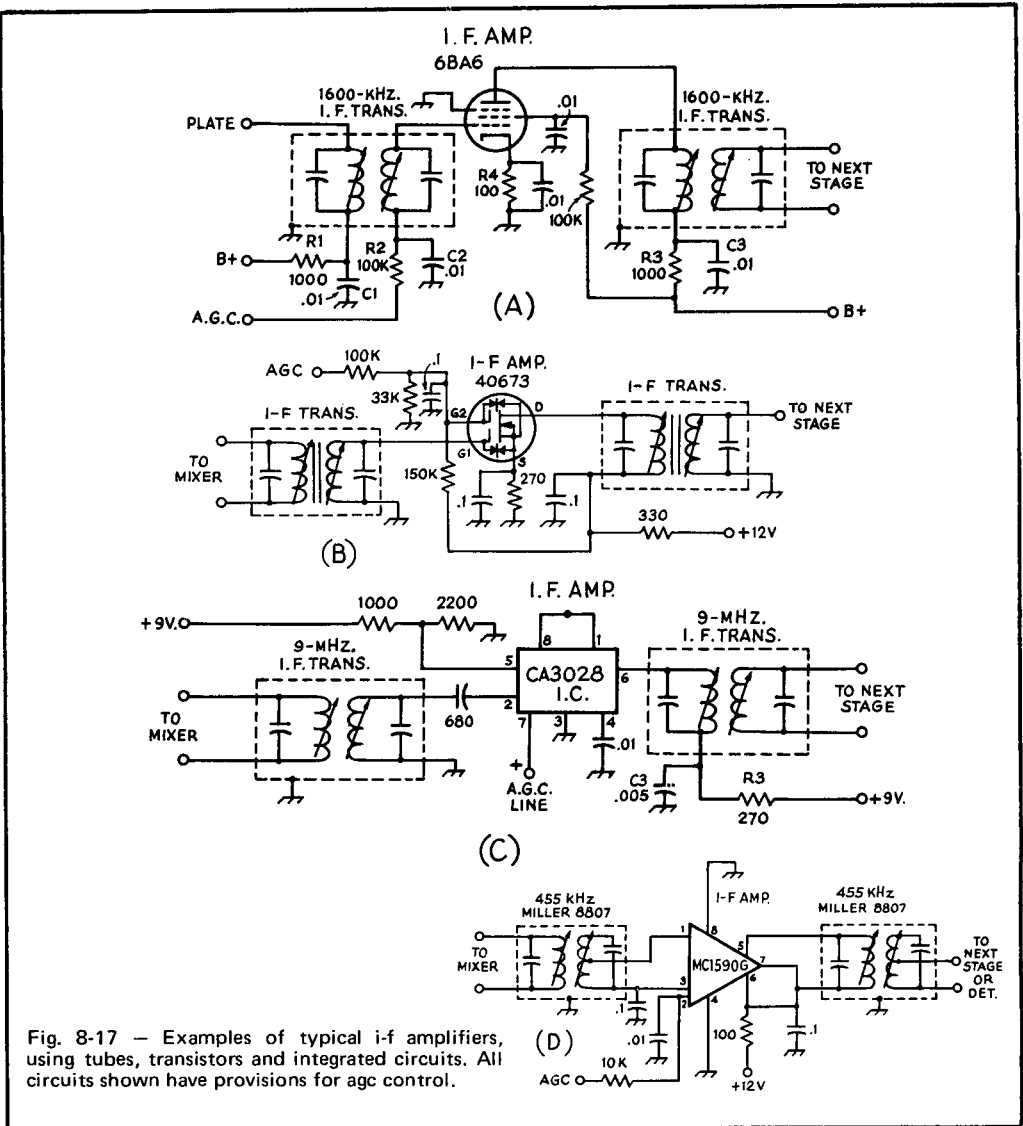 I.F. AMP.
6BA6
1600-KHZ.
I.F. TRANS.
PLATE
.01
1600-KHZ.
I.F. TRANS.
TO NEXT
STAGE
R4
100
.01
100K
R1
B+
1000
.01
C1
R2
100K
C2
.01
R3
1000
C3
.01
A.G.C.
(A)
B+
100K
AGC
.1
33K
I-F AMP.
40673
I-F TRANS.
I-F TRANS.
G2
D
G1
S
TO NEXT
STAGE
TO
MIXER
150K
.1
270
.1
330
+12V
(B)
I.F. AMP.
1000
2200
+9V.
9-MHZ.
I.F. TRANS.
8
1
5
CA3028
I.C.
6
2
7
3
4
680
TO
MIXER
9-MHZ.
I.F. TRANS.
TO NEXT
STAGE
.01
+
A.G.C.
LINE
C3
.005
R3
270
+9V.
(C)
455 KHZ
MILLER 8807
I-F AMP.
455 KHZ
MILLER 8807
TO
MIXER
1
8
5
MC1590G
7
3
6
2
4
TO
NEXT
STAGE
OR
DET.
.1
.01
100
.1
(D)
10K
AGC
+12V
Fig. 8-17 — Examples of typical i-f amplifiers,
using tubes, transistors and integrated circuits. All
circuits shown have provisions for agc control.